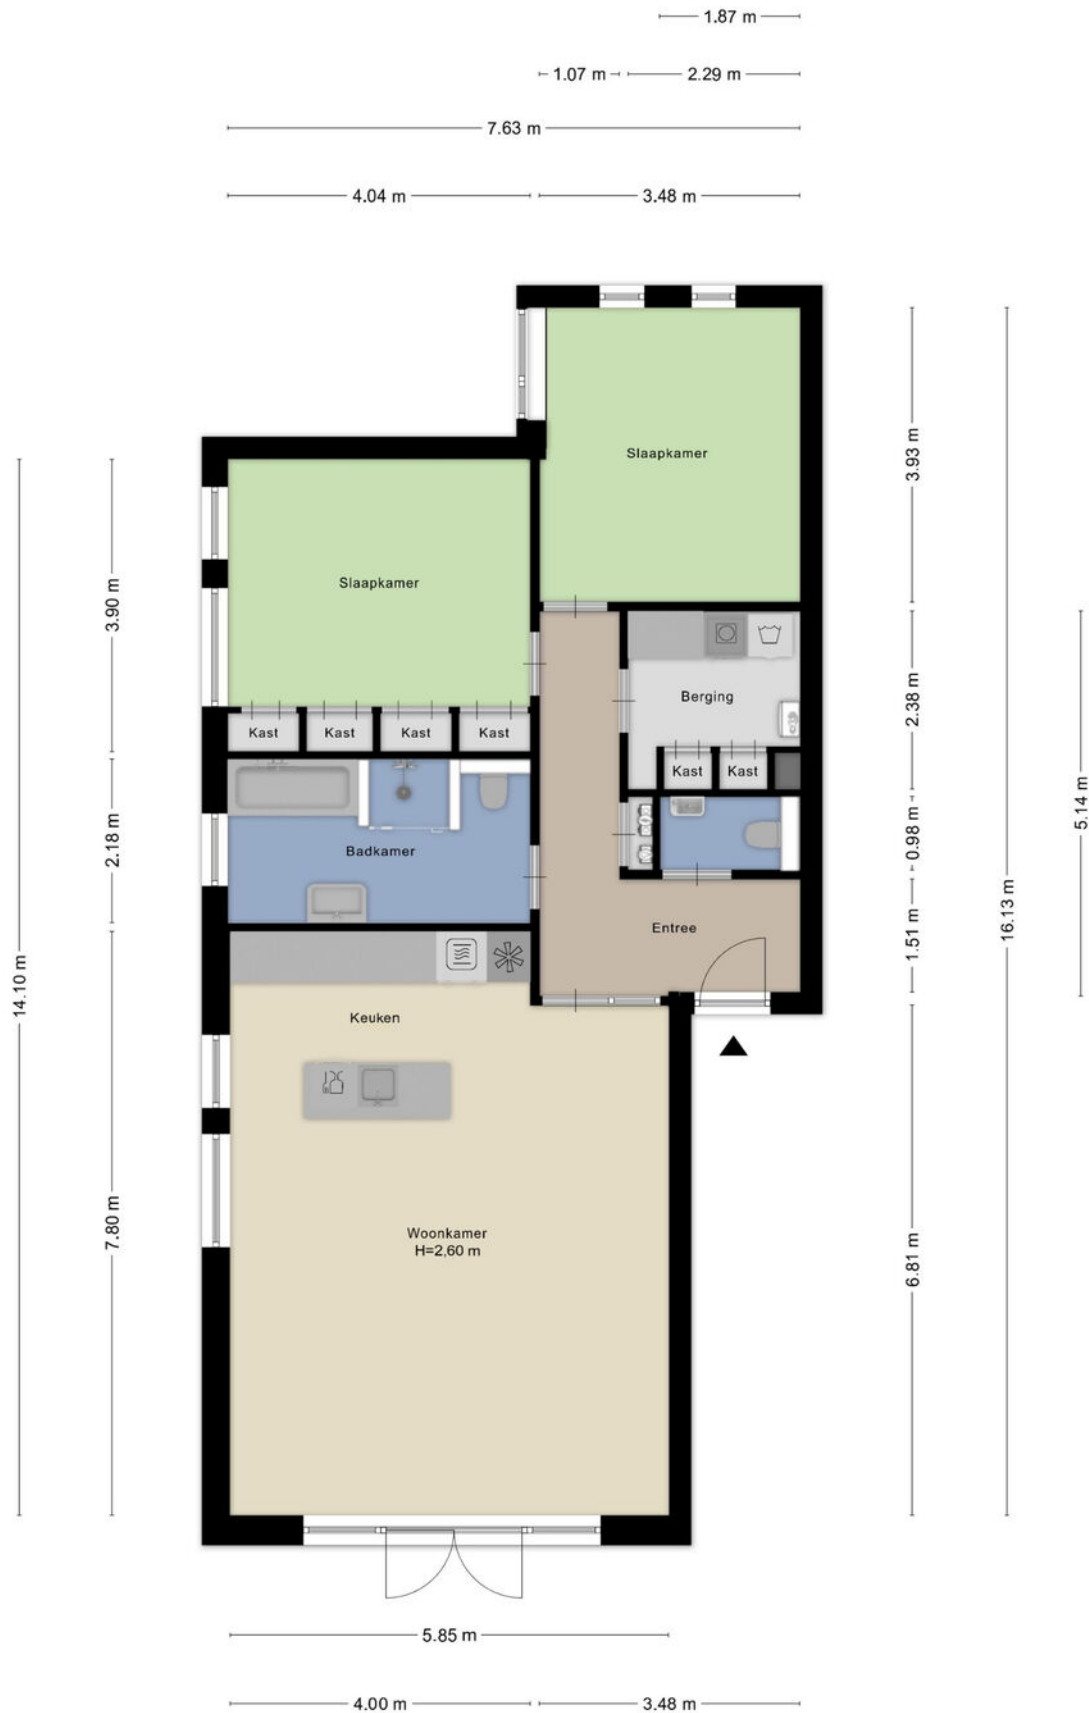 1.87 m
1.07 m
2.29 m
7.63 m
4.04 m
3.48 m
Slaapkamer
3.93 m
Slaapkamer
3.90 m
Berging
2.38 m
Kast
Kast
Kast
Kast
Kast
Kast
5.14 m
2.18 m
Badkamer
0.98 m
16.13 m
Entree
1.51 m
14.10 m
Keuken
7.80 m
Woonkamer
H=2,60 m
6.81 m
5.85 m
4.00 m
3.48 m